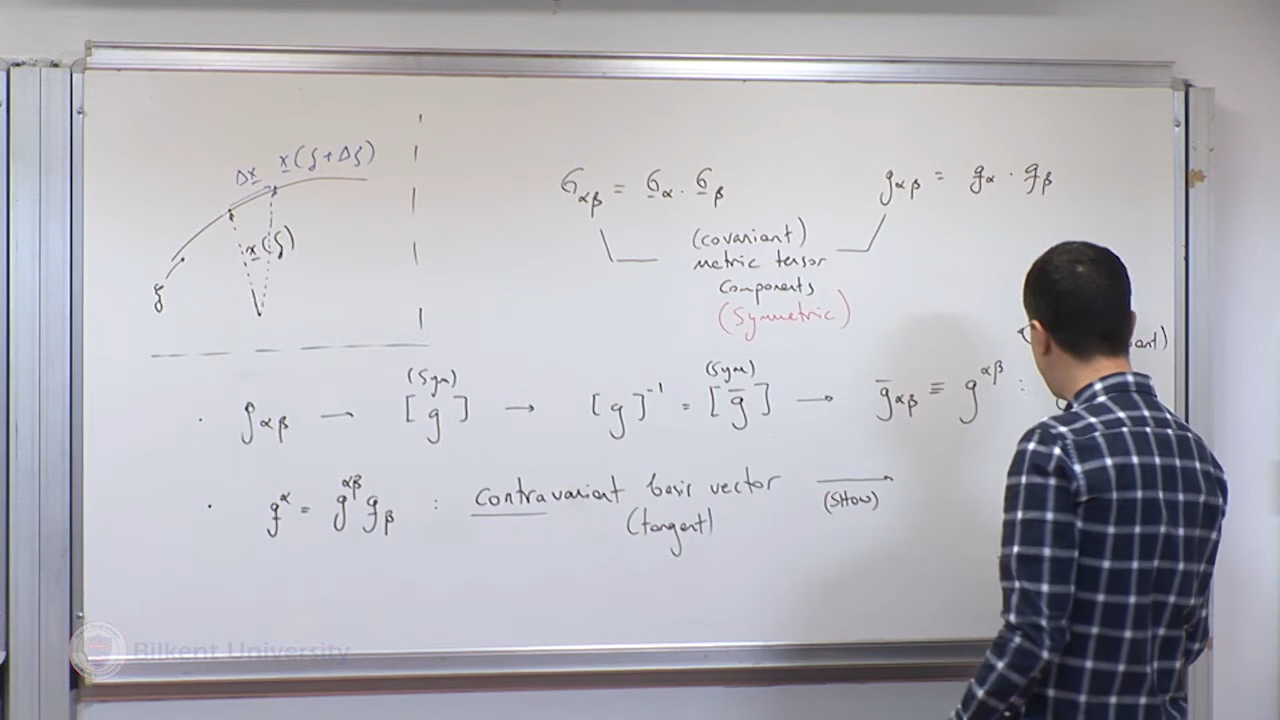 Δx x(ζ+Δζ)
x(ζ)
ζ
G_αβ = G_α · G_β
g_αβ = g_α · g_β
(covariant)
metric tensor
components
(symmetric)
(sym) (sym)
· g_αβ → [g] → [g]⁻¹ = [ḡ] → ḡ_αβ ≡ g^αβ :
· g^α = g^αβ g_β : contravariant basis vector → (SHOW)
(tangent)
Bilkent University